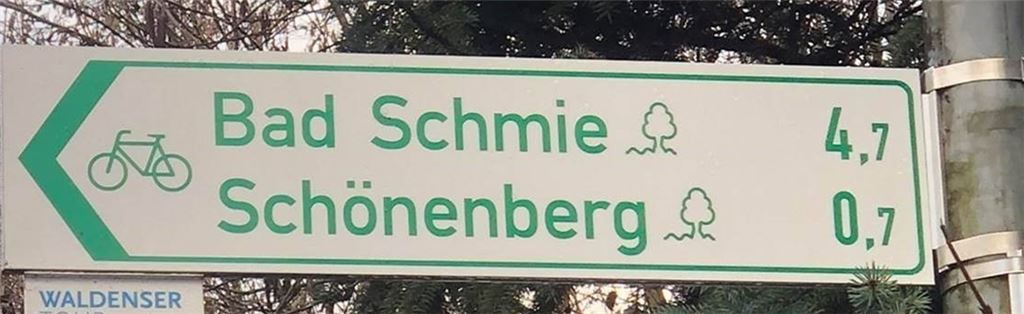 Bad Schmie 4,7
Schönenberg 0,7
WALDENSER